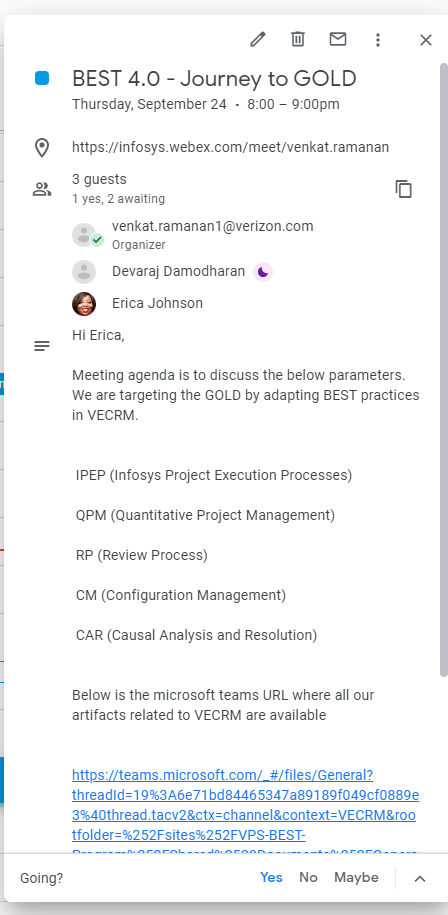 BEST 4.0 - Journey to GOLD
Thursday, September 24 • 8:00 – 9:00pm
https://infosys.webex.com/meet/venkat.ramanan
3 guests
1 yes, 2 awaiting
venkat.ramanan1@verizon.com
Organizer
Devaraj Damodharan
Erica Johnson
Hi Erica,
Meeting agenda is to discuss the below parameters.
We are targeting the GOLD by adapting BEST practices
in VECRM.
IPEP (Infosys Project Execution Processes)
QPM (Quantitative Project Management)
RP (Review Process)
CM (Configuration Management)
CAR (Causal Analysis and Resolution)
Below is the microsoft teams URL where all our
artifacts related to VECRM are available
https://teams.microsoft.com/_#/files/General?
threadId=19%3A6e71bd84465347a89189f049cf0889e
3%40thread.tacv2&ctx=channel&context=VECRM&roo
tfolder=%252Fsites%252FVPS-BEST-
Going?
Yes No Maybe